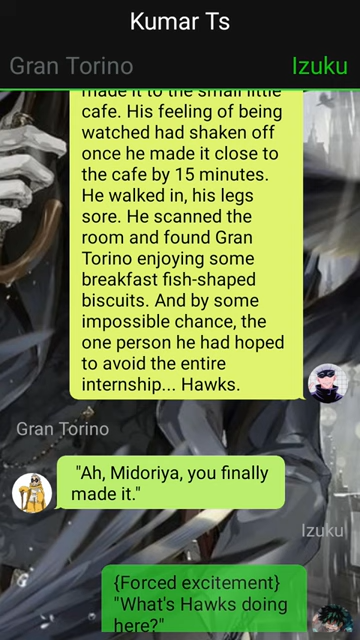 Kumar Ts
Gran Torino
Izuku
made it to the small little
cafe. His feeling of being
watched had shaken off
once he made it close to
the cafe by 15 minutes.
He walked in, his legs
sore. He scanned the
room and found Gran
Torino enjoying some
breakfast fish-shaped
biscuits. And by some
impossible chance, the
one person he had hoped
to avoid the entire
internship... Hawks.
Gran Torino
"Ah, Midoriya, you finally
made it."
Izuku
{Forced excitement}
"What's Hawks doing
here?"